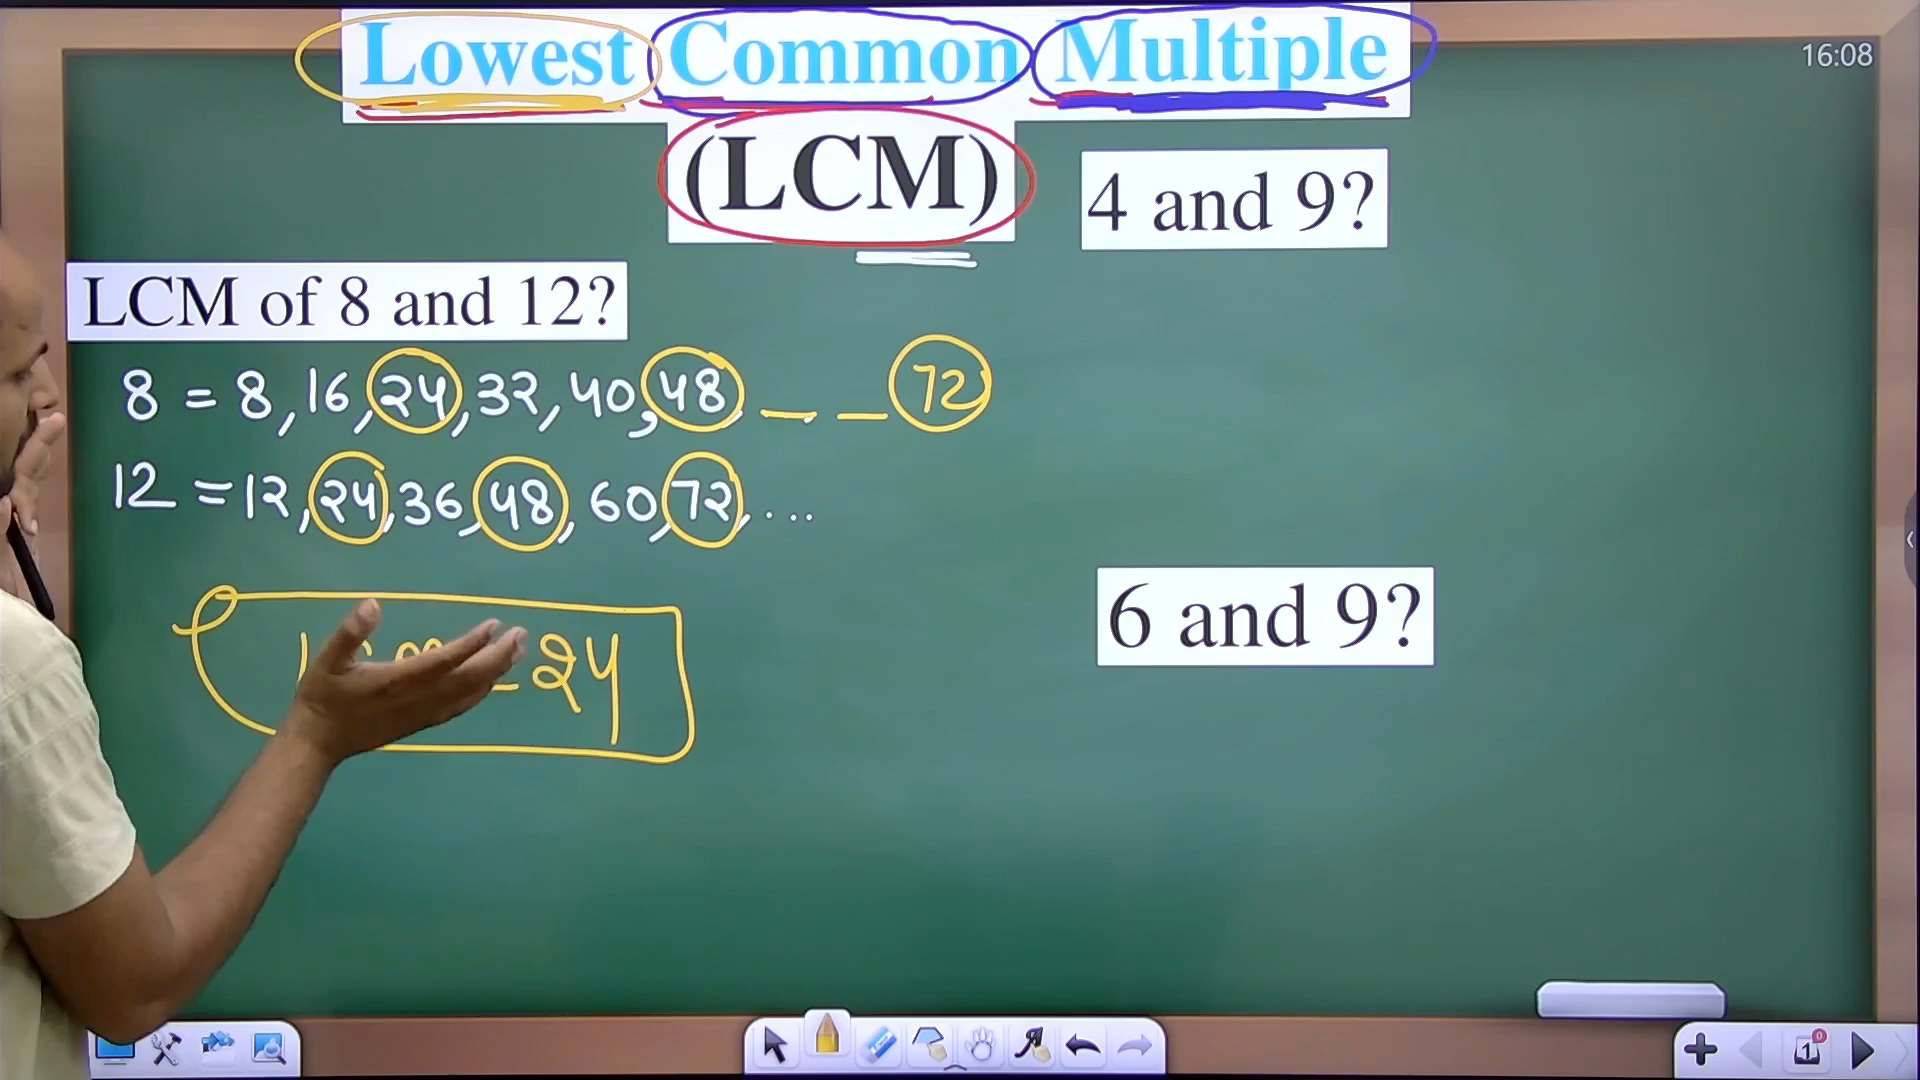 Lowest Common Multiple
(LCM)
16:08
4 and 9?
LCM of 8 and 12?
8 = 8, 16, 24, 32, 40, 48, _ _ 72
12 = 12, 24, 36, 48, 60, 72, ...
24
6 and 9?